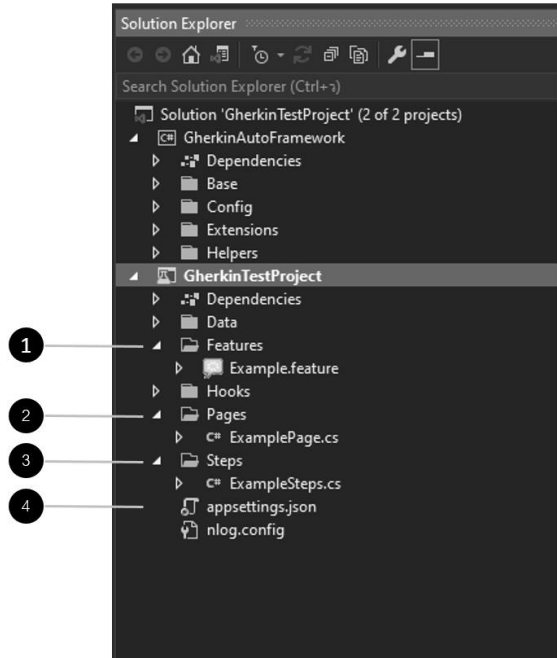 Solution Explorer
Search Solution Explorer (Ctrl+ק)
Solution 'GherkinTestProject' (2 of 2 projects)
C# GherkinAutoFramework
Dependencies
Base
Config
Extensions
Helpers
GherkinTestProject
Dependencies
Data
1 Features
Example.feature
Hooks
2 Pages
C# ExamplePage.cs
3 Steps
C# ExampleSteps.cs
4 appsettings.json
nlog.config